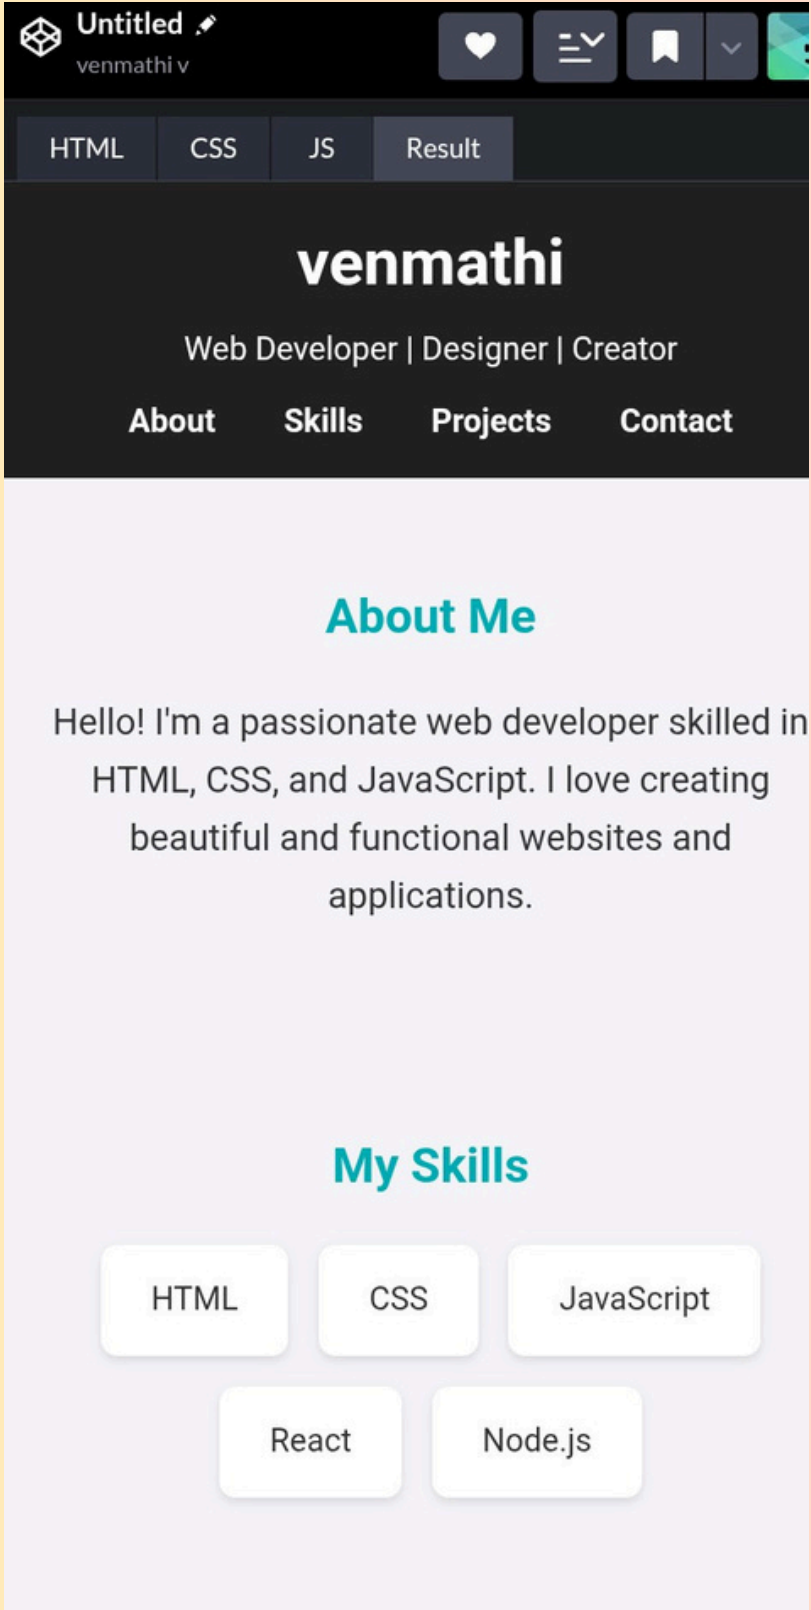 Untitled
venmathi v
HTML CSS JS Result
venmathi
Web Developer | Designer | Creator
About Skills Projects Contact
About Me
Hello! I'm a passionate web developer skilled in
HTML, CSS, and JavaScript. I love creating
beautiful and functional websites and
applications.
My Skills
HTML CSS JavaScript
React Node.js